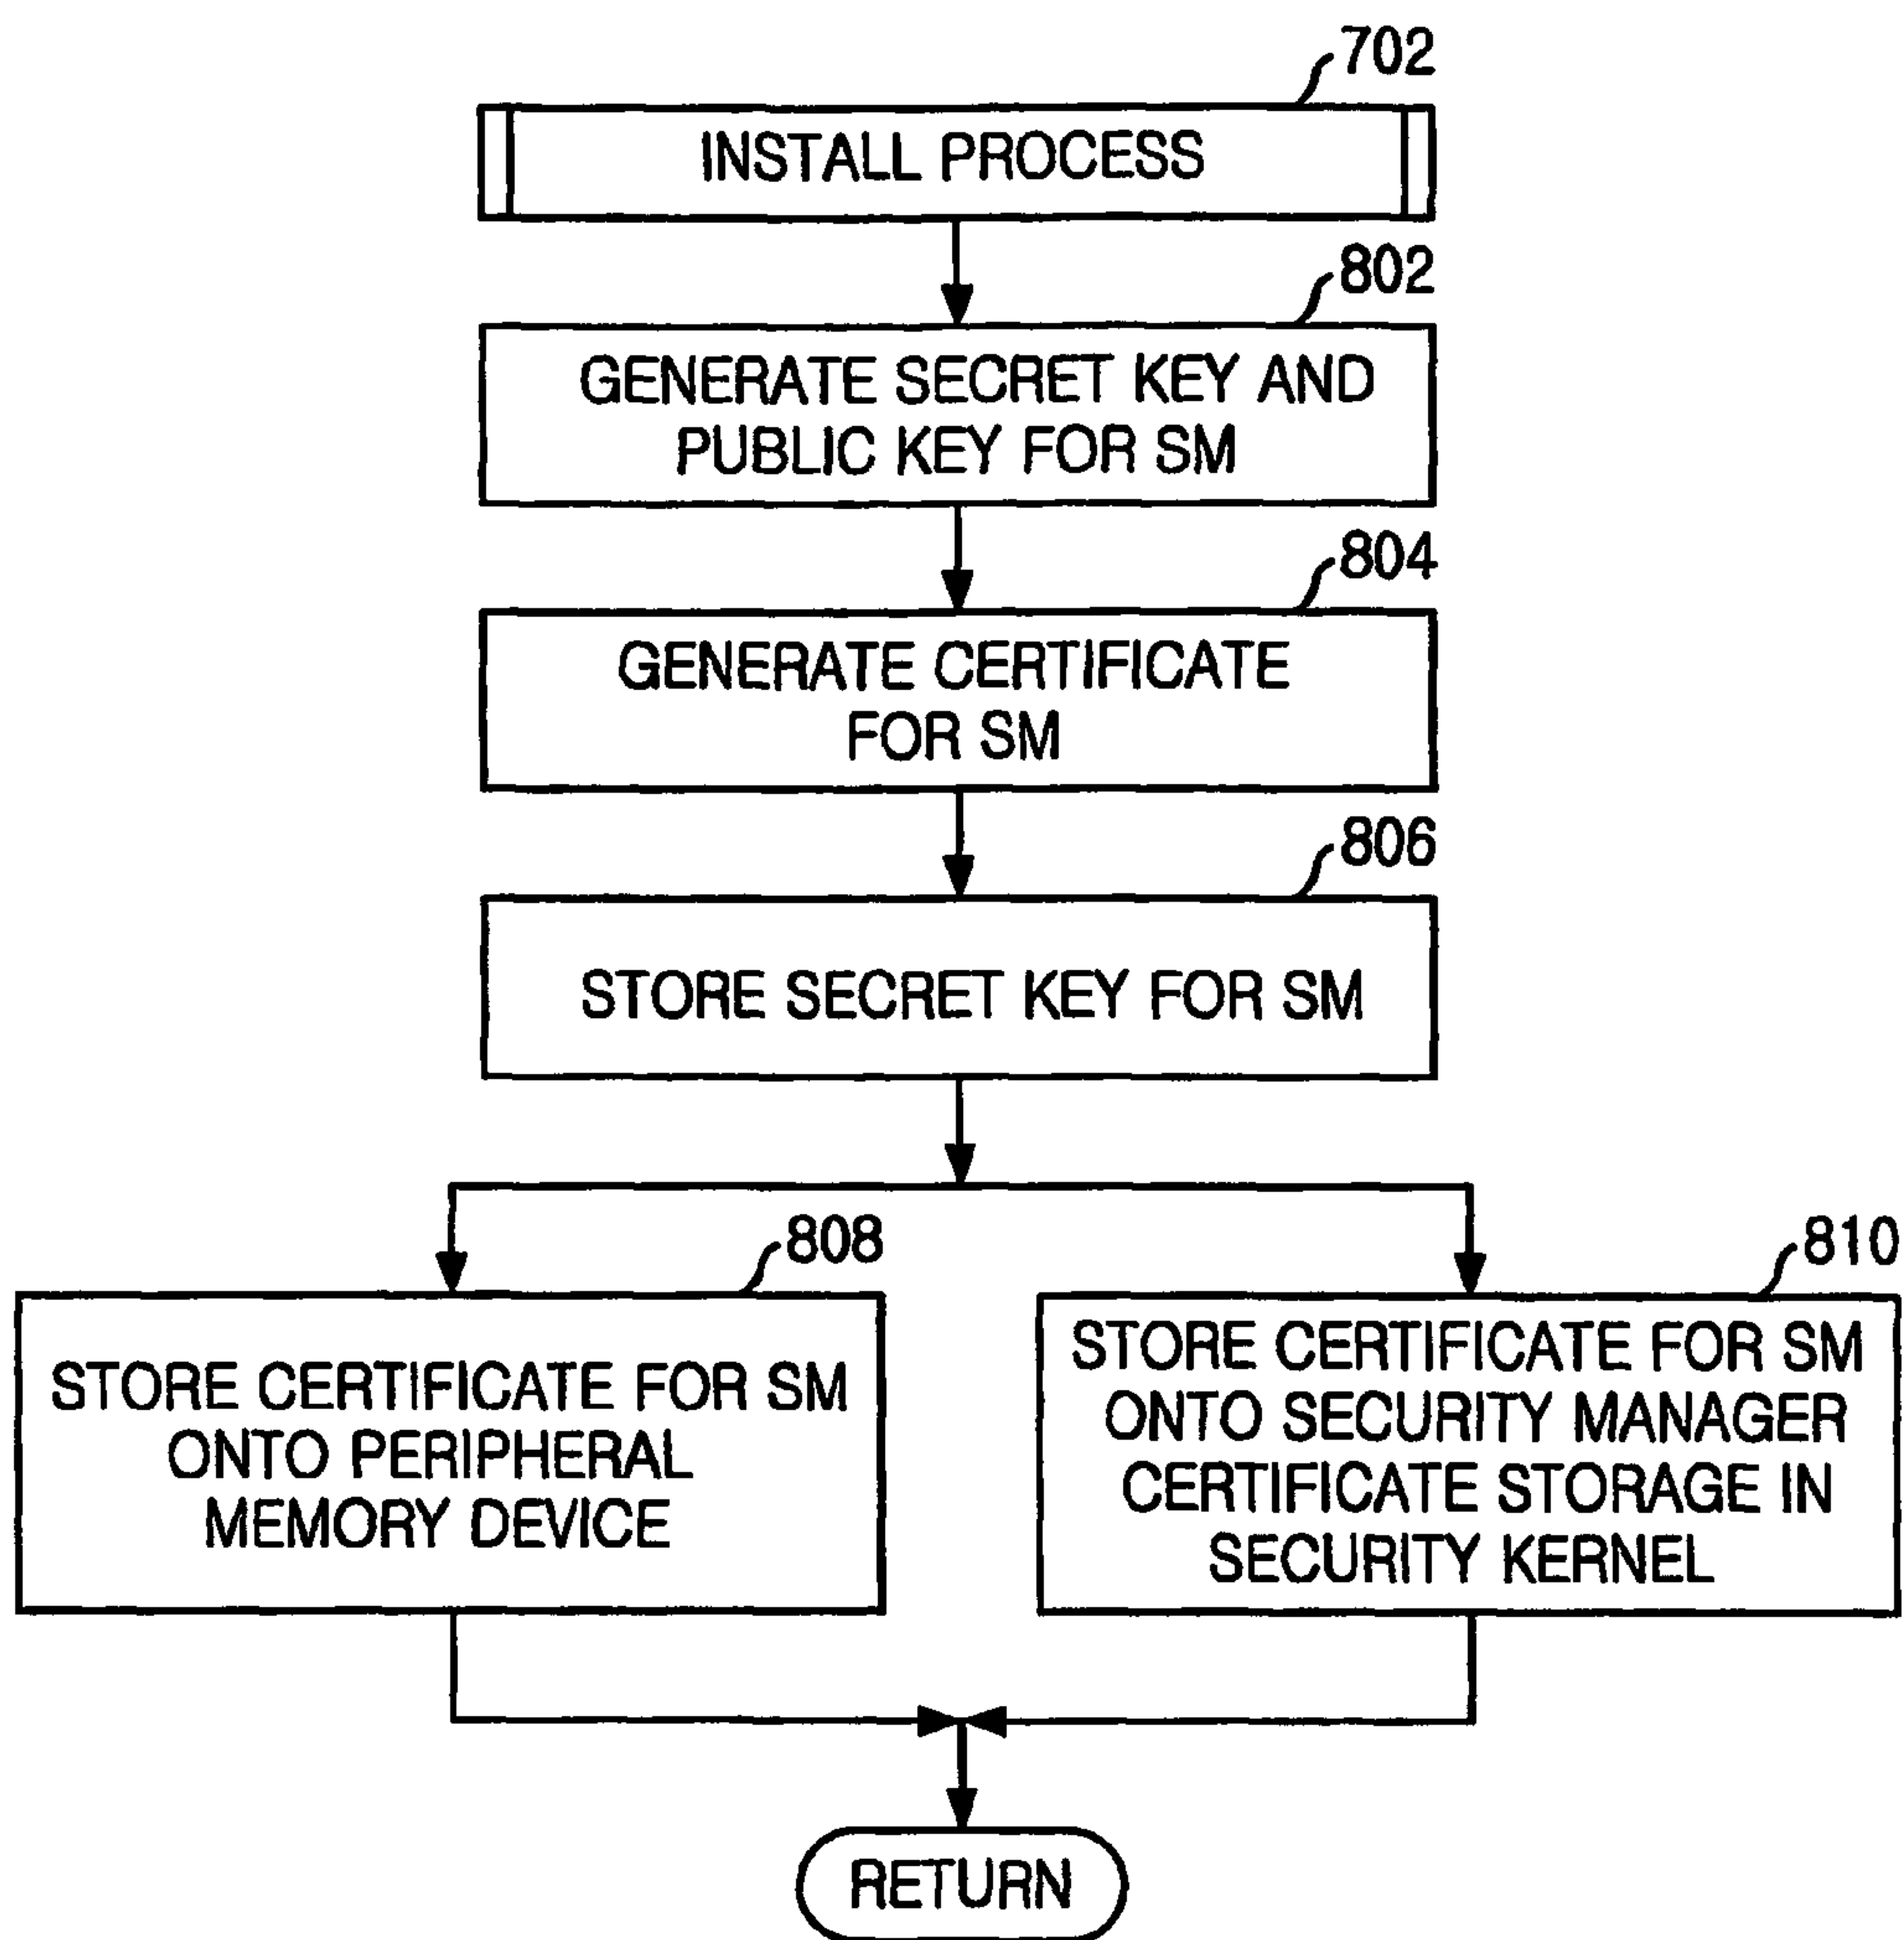 702
INSTALL PROCESS
802
GENERATE SECRET KEY AND
PUBLIC KEY FOR SM
804
GENERATE CERTIFICATE
FOR SM
806
STORE SECRET KEY FOR SM
808
STORE CERTIFICATE FOR SM
ONTO PERIPHERAL
MEMORY DEVICE
810
STORE CERTIFICATE FOR SM
ONTO SECURITY MANAGER
CERTIFICATE STORAGE IN
SECURITY KERNEL
RETURN